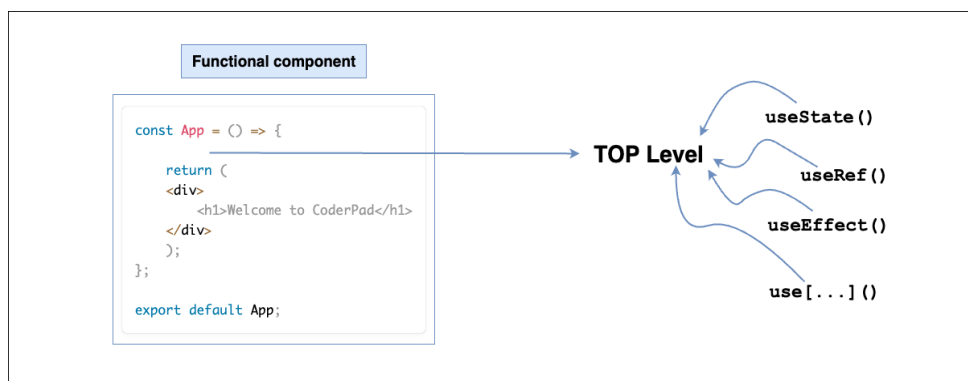 Functional component
const App = () => {
return (
<div>
<h1>Welcome to CoderPad</h1>
</div>
);
};
export default App;
TOP Level
useState()
useRef()
useEffect()
use[...]()